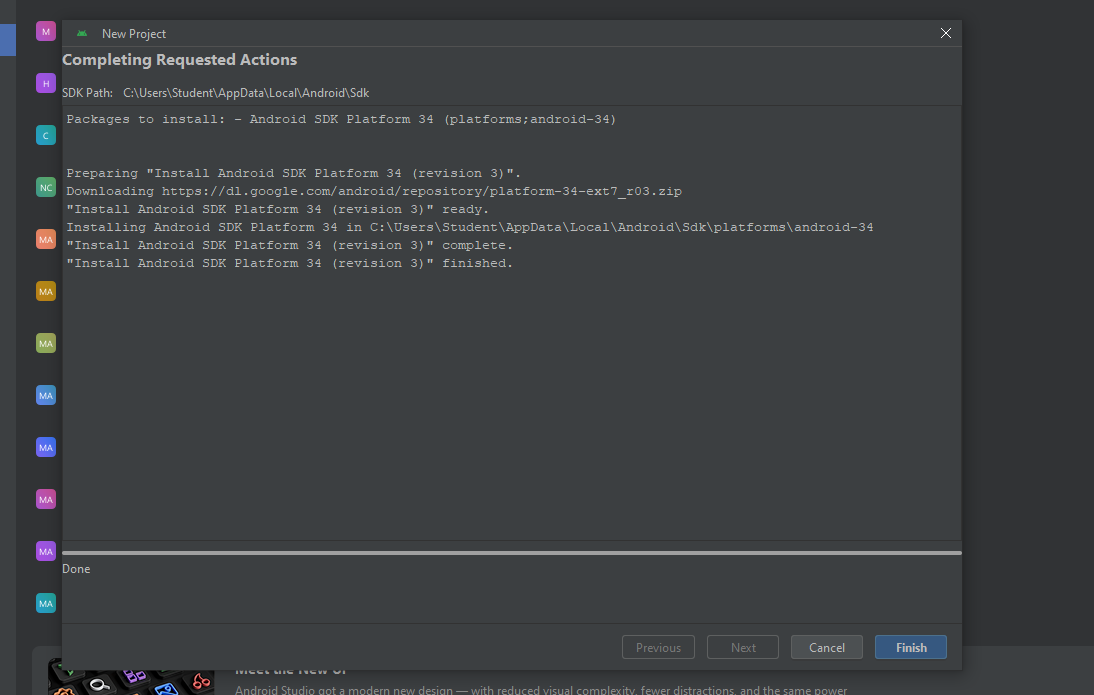 M
New Project
Completing Requested Actions
H
SDK Path: C:\Users\Student\AppData\Local\Android\Sdk
Packages to install: - Android SDK Platform 34 (platforms;android-34)
C
Preparing "Install Android SDK Platform 34 (revision 3)".
NC
Downloading https://dl.google.com/android/repository/platform-34-ext7_r03.zip
"Install Android SDK Platform 34 (revision 3)" ready.
Installing Android SDK Platform 34 in C:\Users\Student\AppData\Local\Android\Sdk\platforms\android-34
MA
"Install Android SDK Platform 34 (revision 3)" complete.
"Install Android SDK Platform 34 (revision 3)" finished.
MA
MA
MA
MA
MA
MA
Done
MA
Previous
Next
Cancel
Finish
Meet the New UI
Android Studio got a modern new design — with reduced visual complexity, fewer distractions, and the same power